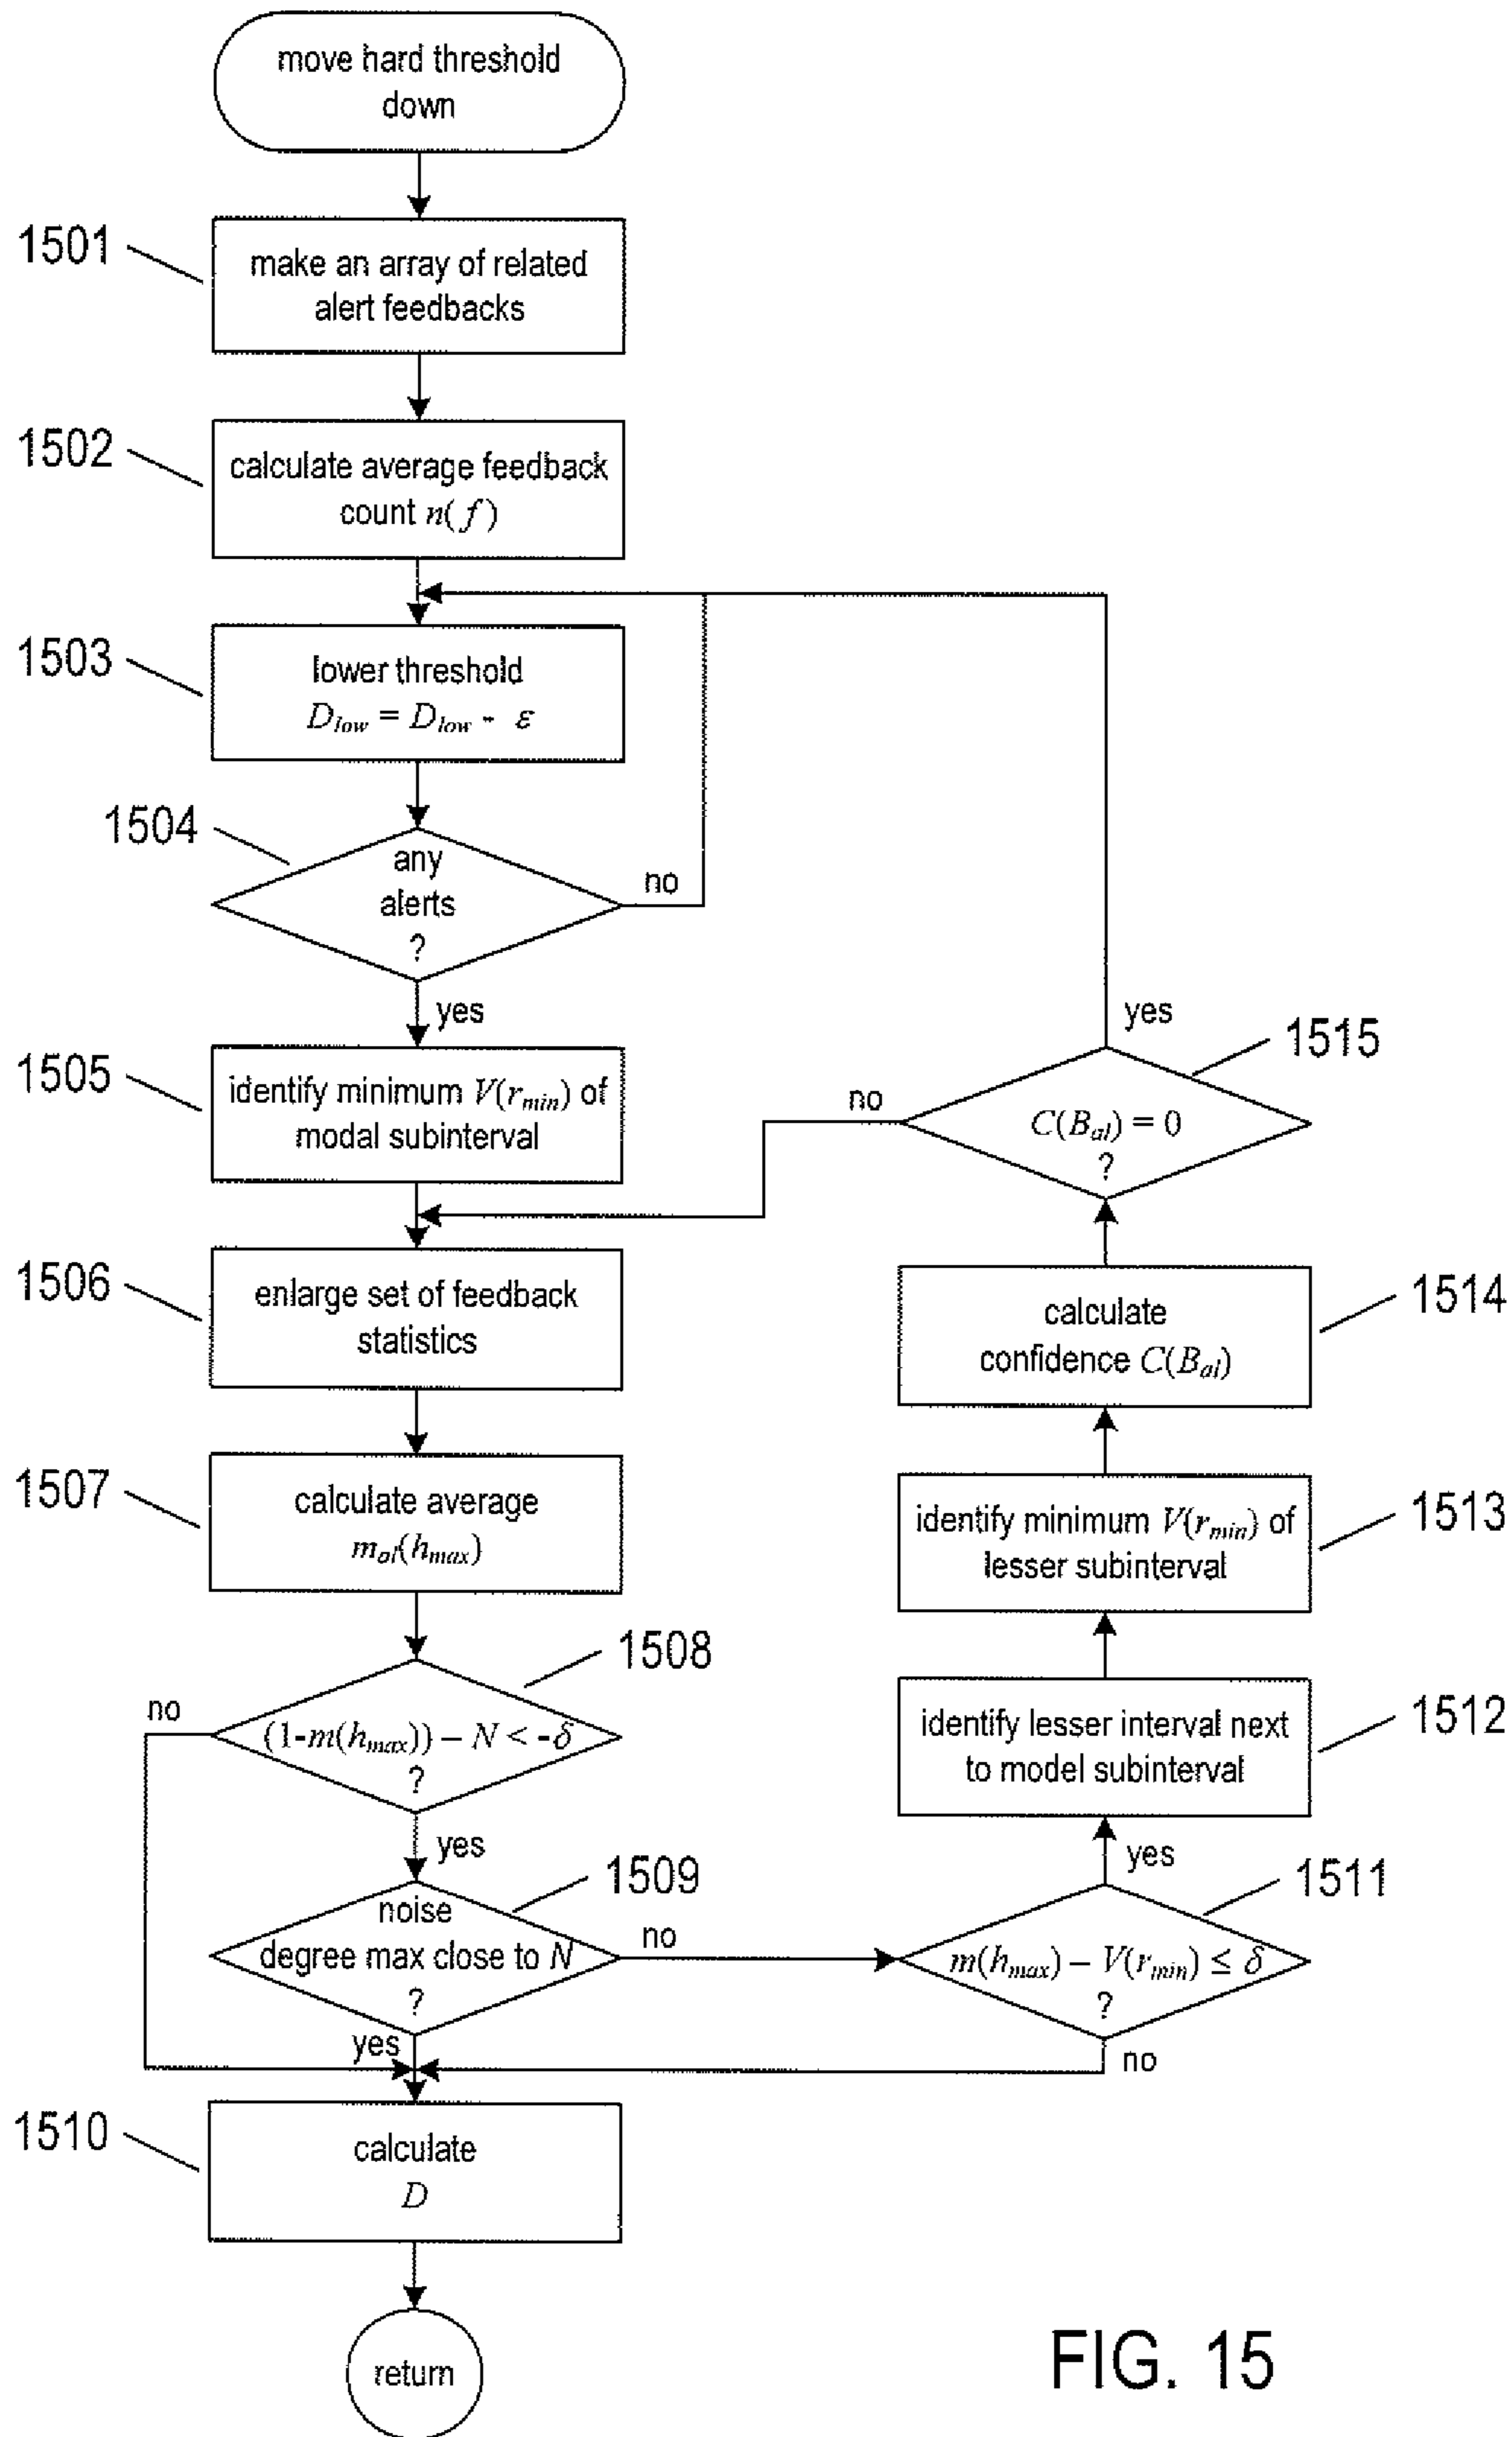 move hard threshold
down
1501
make an array of related
alert feedbacks
1502
calculate average feedback
count n( f )
1503
lower threshold
D_low = D_low - ε
1504
any
alerts
?
no
yes
1505
identify minimum V(r_min) of
modal subinterval
1506
enlarge set of feedback
statistics
1507
calculate average
m_al(h_max)
1508
no
(1-m(h_max)) – N < -δ
?
yes
1509
noise
degree max close to N
?
no
yes
1510
calculate
D
return
1511
m(h_max) – V(r_min) ≤ δ
?
yes
no
1512
identify lesser interval next
to model subinterval
1513
identify minimum V(r_min) of
lesser subinterval
1514
calculate
confidence C(B_al)
1515
C(B_al) = 0
?
yes
no
FIG. 15